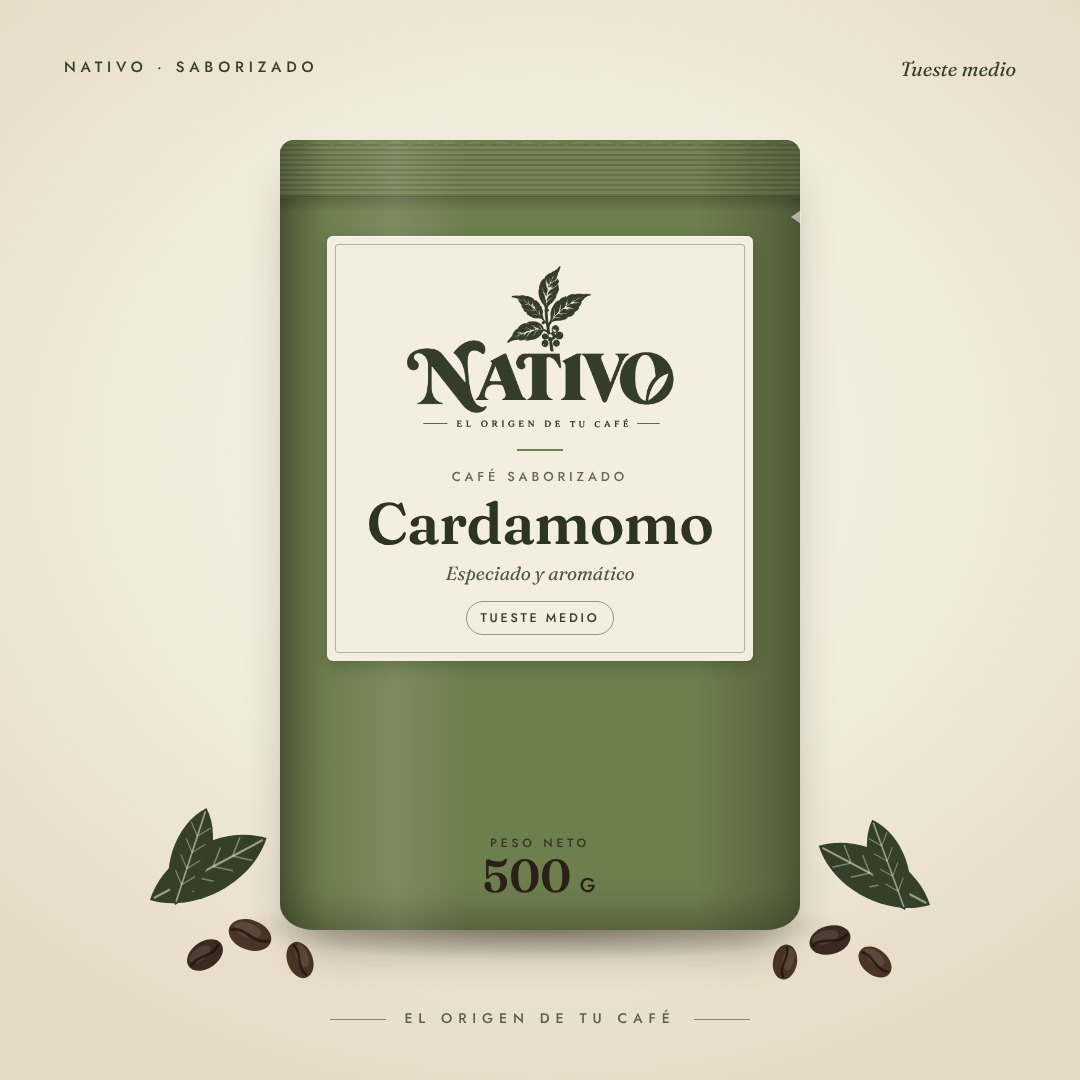 NATIVO · SABORIZADO
Tueste medio
NATIVO
EL ORIGEN DE TU CAFÉ
CAFÉ SABORIZADO
Cardamomo
Especiado y aromático
TUESTE MEDIO
PESO NETO
500 G
EL ORIGEN DE TU CAFÉ